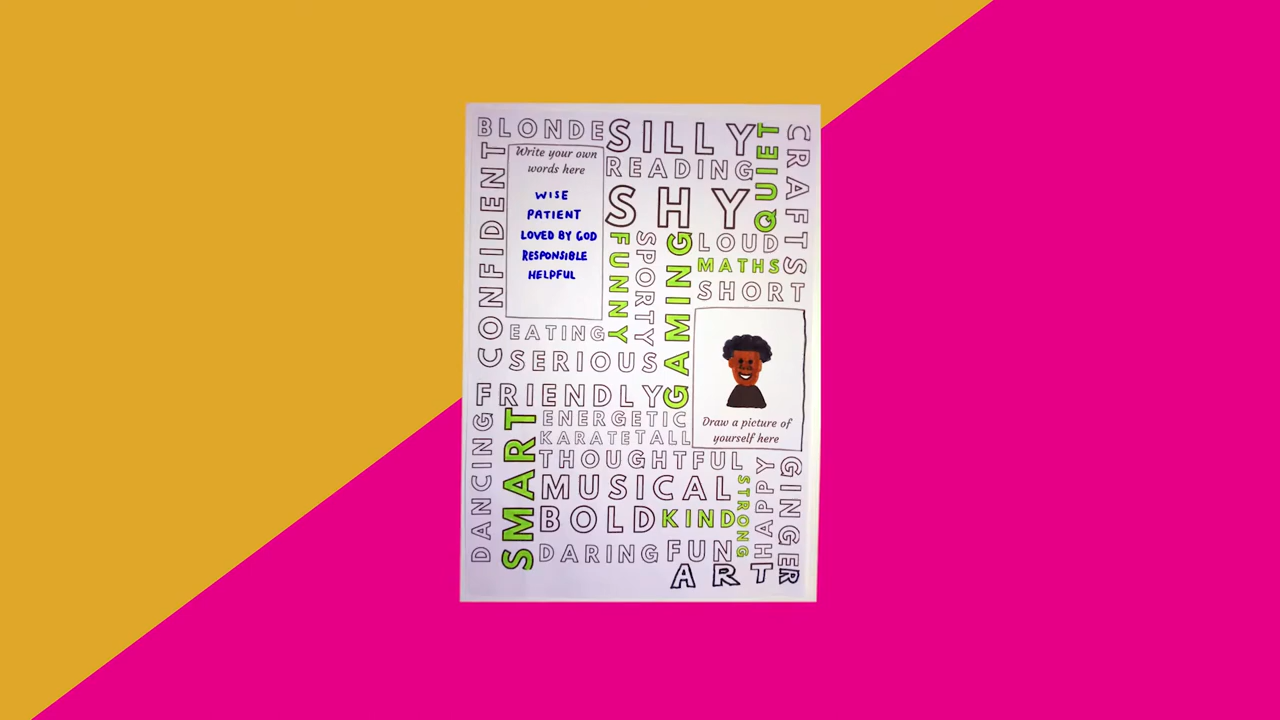 BLONDE
SILLY
QUIET
CRAFTS
CONFIDENT
Write your own
words here
WISE
PATIENT
LOVED BY GOD
RESPONSIBLE
HELPFUL
READING
SHY
FUNNY
SPORTY
GAMING
LOUD
MATHS
SHORT
EATING
SERIOUS
FRIENDLY
Draw a picture of
yourself here
DANCING
SMART
ENERGETIC
KARATE TALL
THOUGHTFUL
MUSICAL
BOLD KIND
STRONG
HAPPY
GINGER
DARING FUN
ART